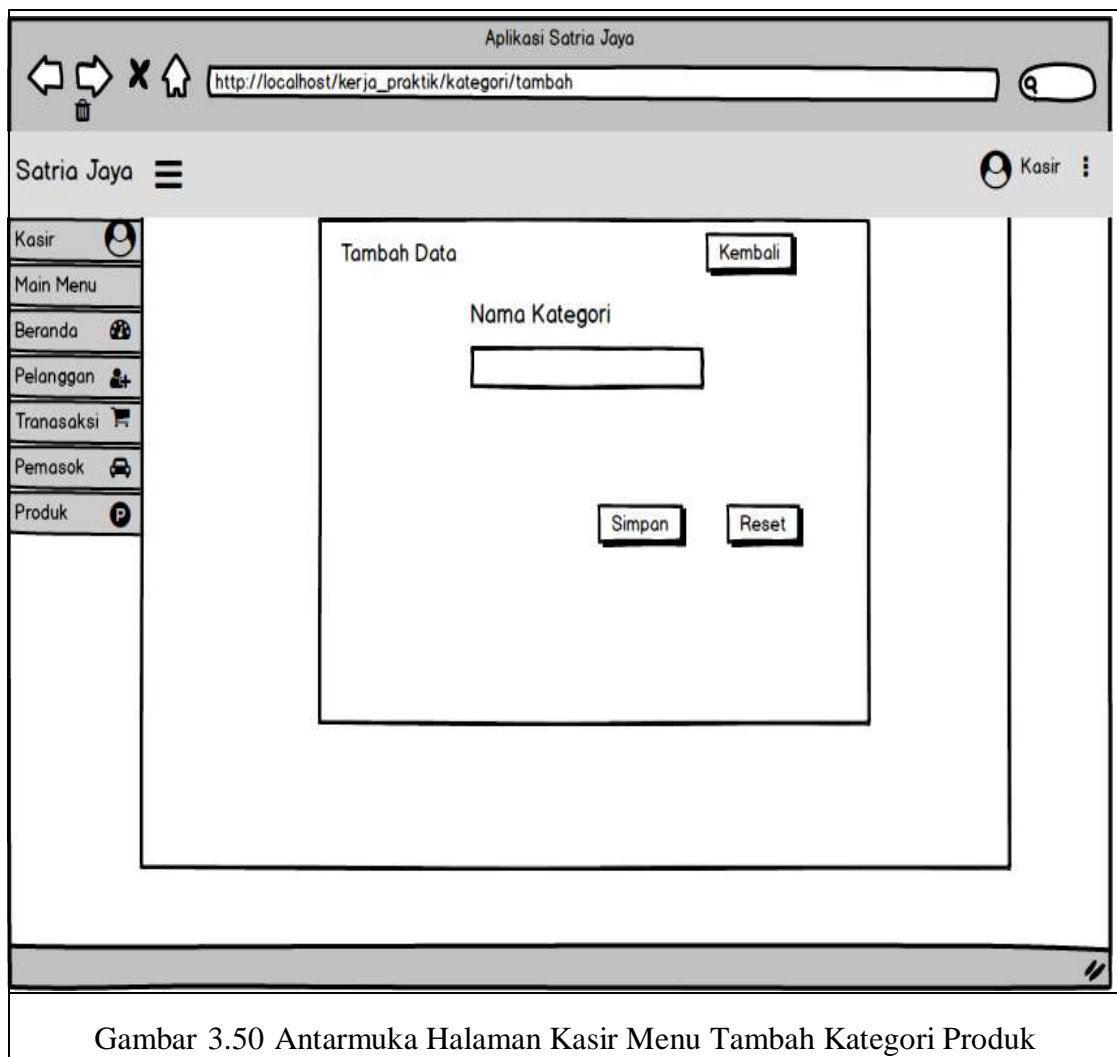 Aplikasi Satria Jaya
http://localhost/kerja_praktik/kategori/tambah
Satria Jaya
Kasir
Kasir
Main Menu
Beranda
Pelanggan
Tranasaksi
Pemasok
Produk
P
Tambah Data
Kembali
Nama Kategori
Simpan
Reset
Gambar 3.50 Antarmuka Halaman Kasir Menu Tambah Kategori Produk